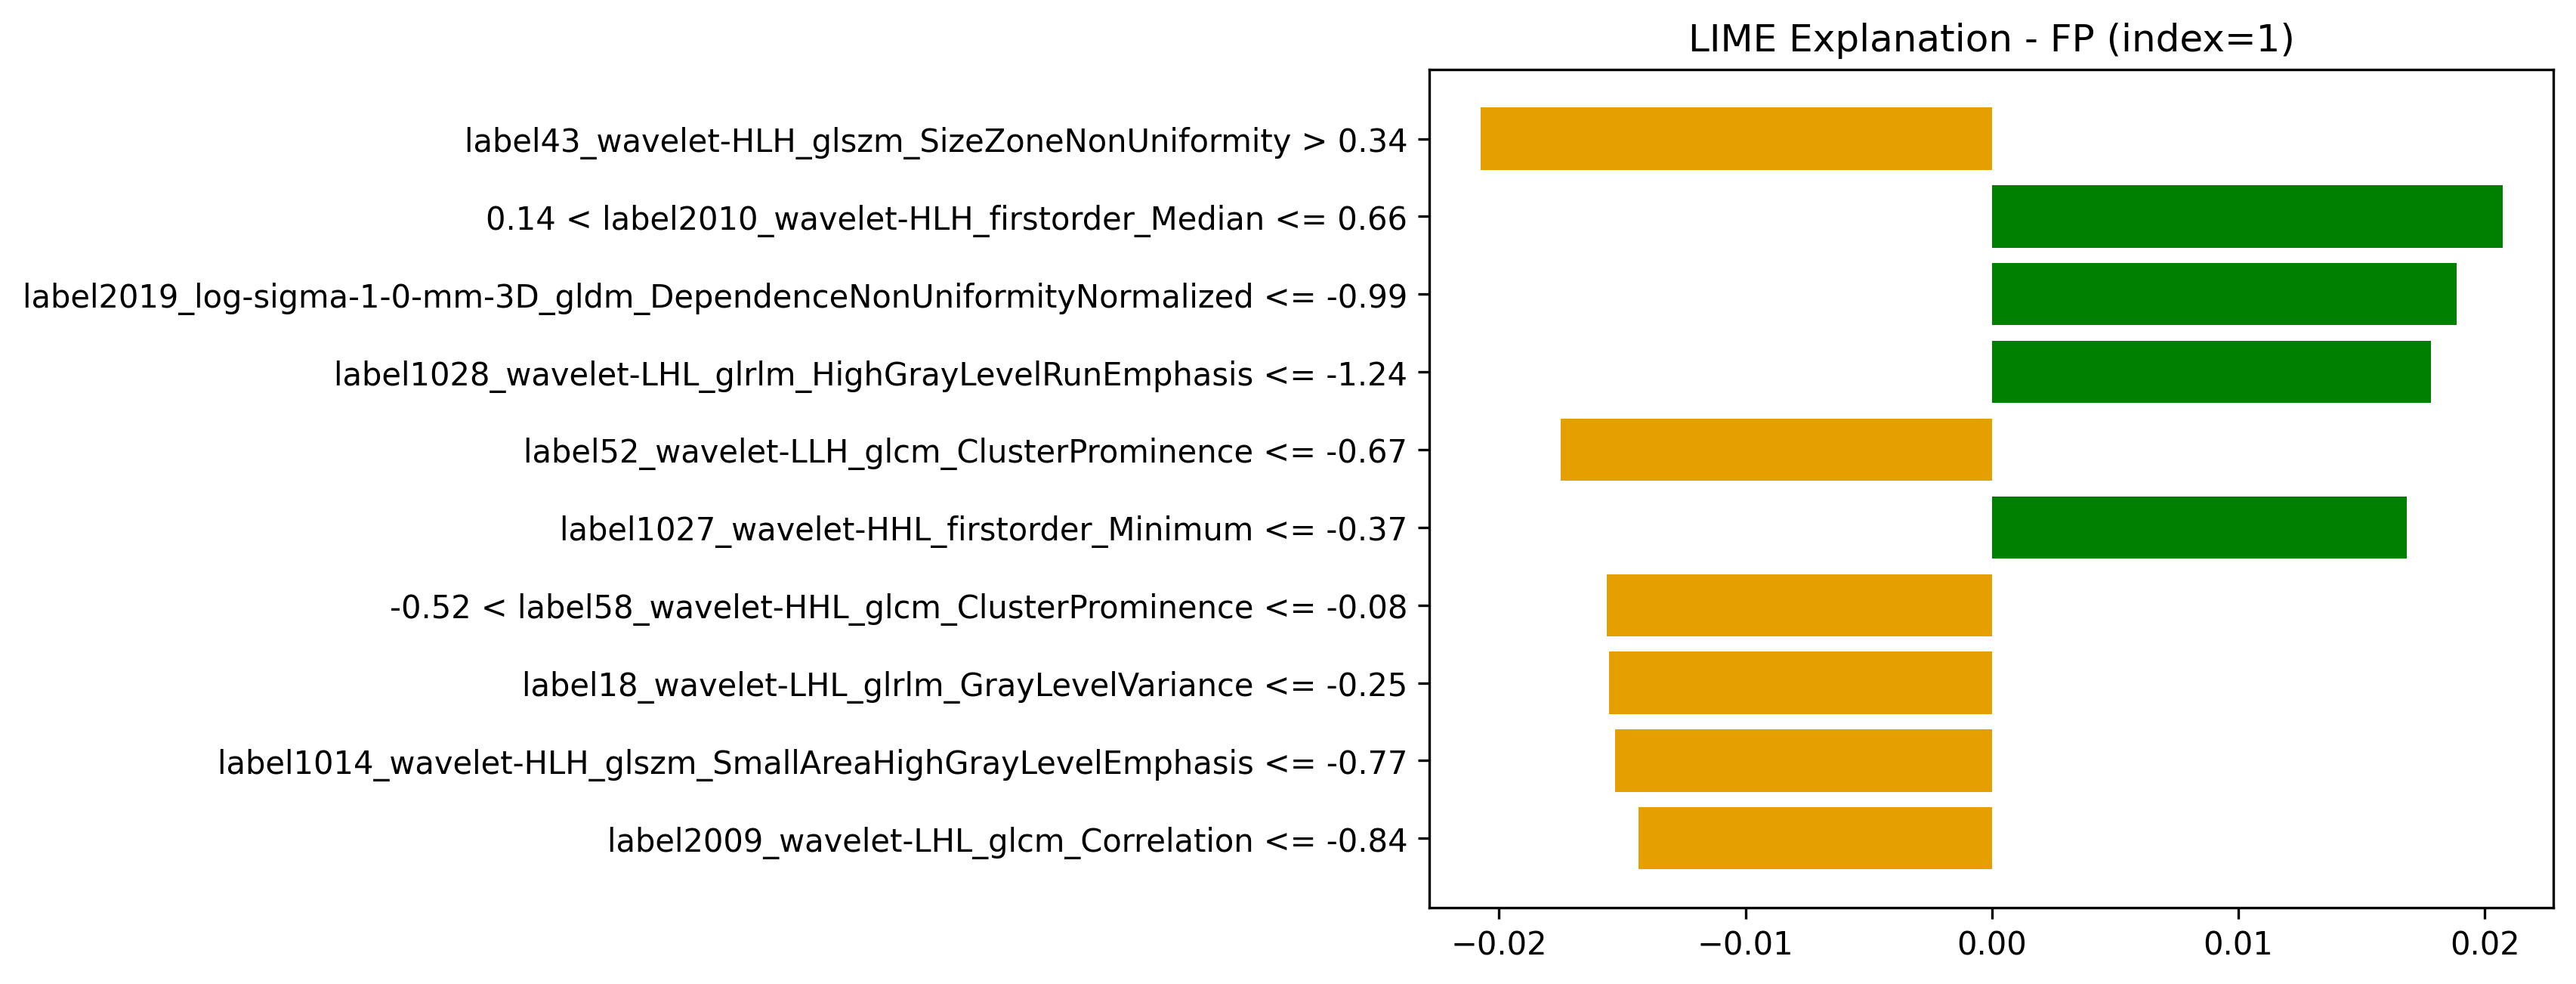 LIME Explanation - FP (index=1)
label43_wavelet-HLH_glszm_SizeZoneNonUniformity > 0.34
0.14 < label2010_wavelet-HLH_firstorder_Median <= 0.66
label2019_log-sigma-1-0-mm-3D_gldm_DependenceNonUniformityNormalized <= -0.99
label1028_wavelet-LHL_glrlm_HighGrayLevelRunEmphasis <= -1.24
label52_wavelet-LLH_glcm_ClusterProminence <= -0.67
label1027_wavelet-HHL_firstorder_Minimum <= -0.37
-0.52 < label58_wavelet-HHL_glcm_ClusterProminence <= -0.08
label18_wavelet-LHL_glrlm_GrayLevelVariance <= -0.25
label1014_wavelet-HLH_glszm_SmallAreaHighGrayLevelEmphasis <= -0.77
label2009_wavelet-LHL_glcm_Correlation <= -0.84
−0.02 −0.01 0.00 0.01 0.02